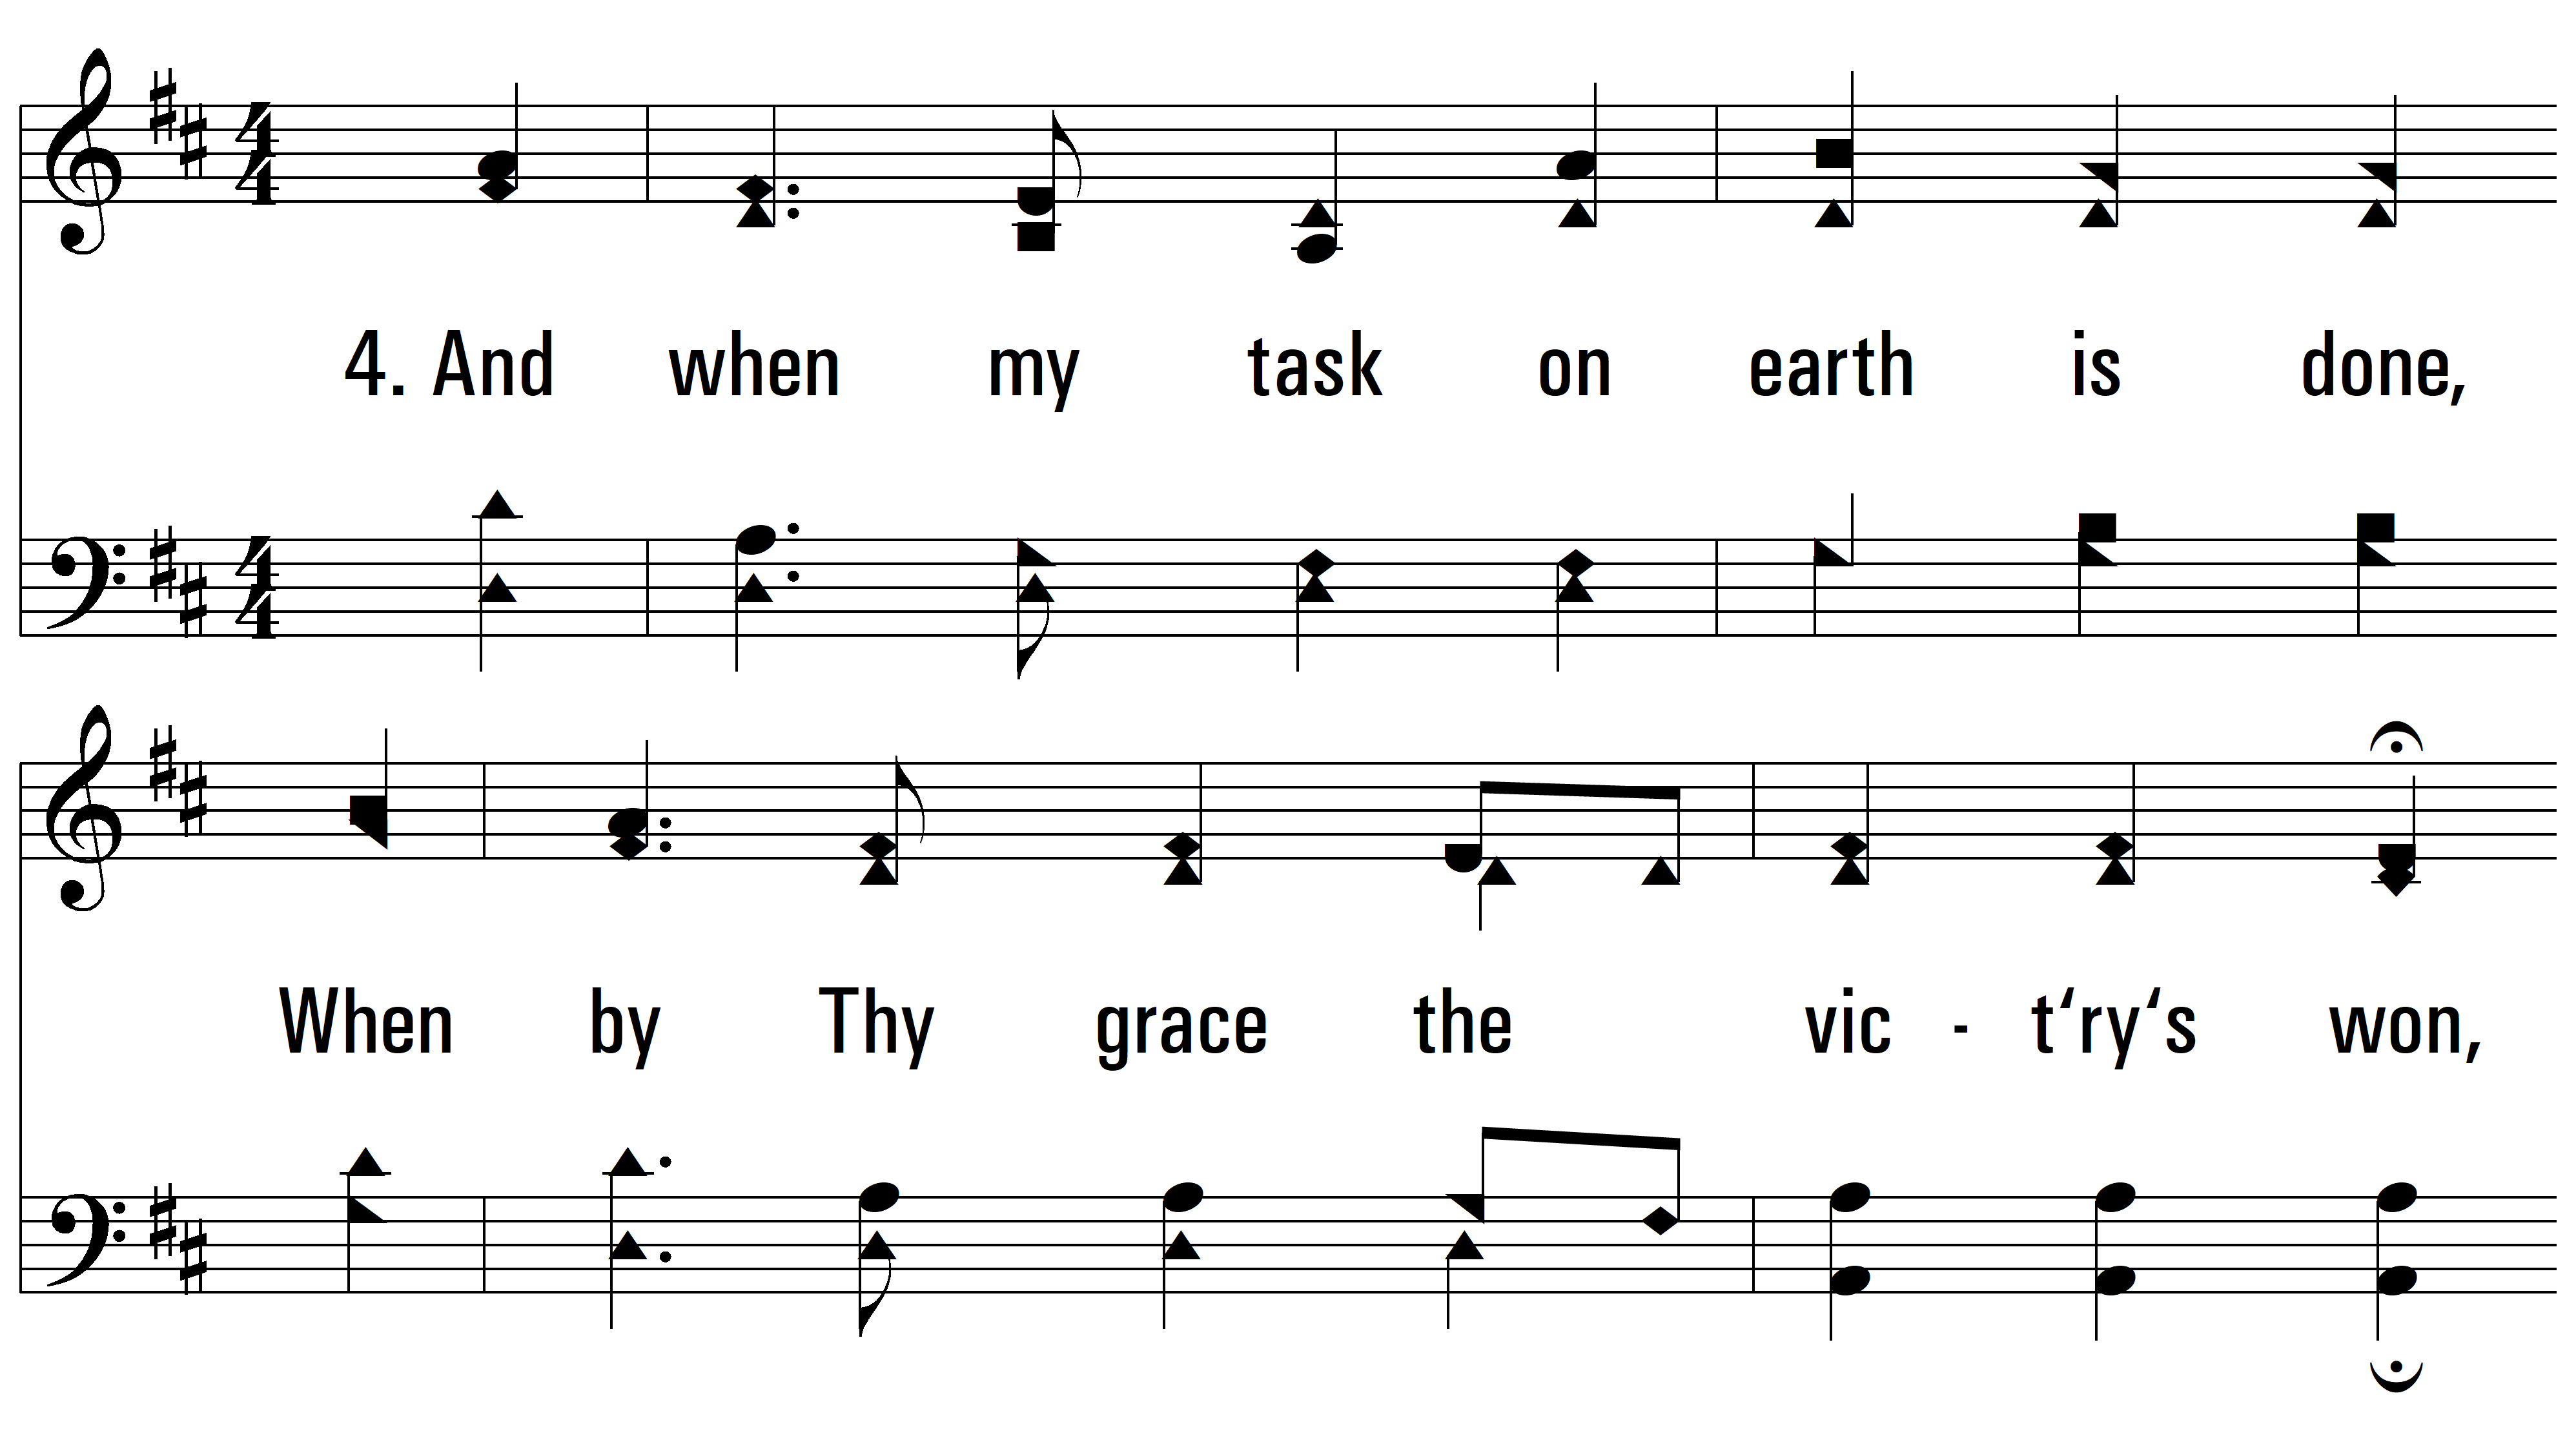 4. And when my task on earth is done,
When by Thy grace the vic - t‘ry‘s won,